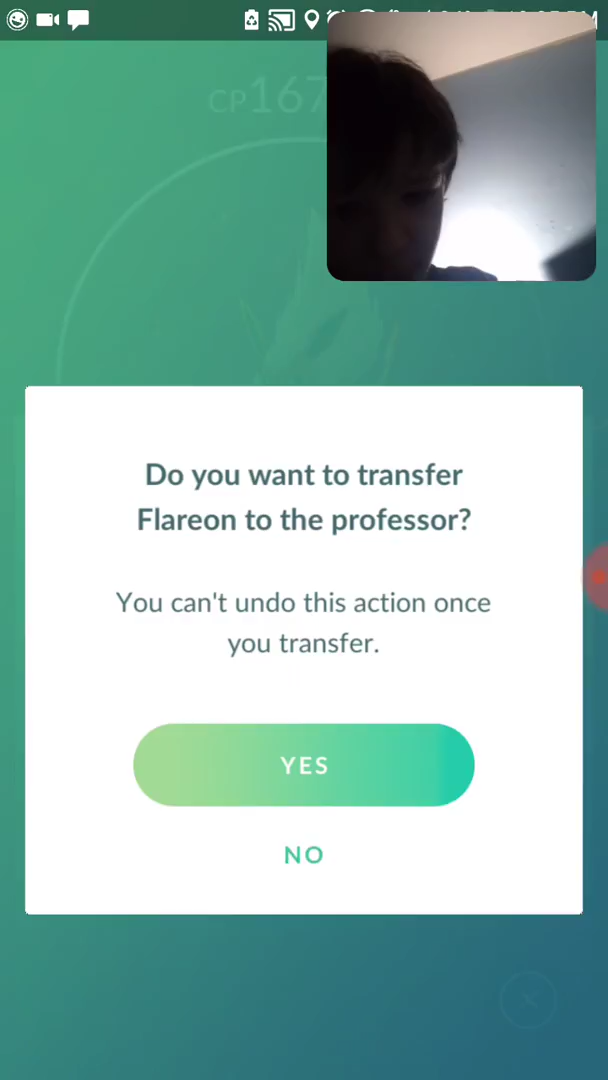 CP167
Do you want to transfer
Flareon to the professor?
You can't undo this action once
you transfer.
YES
NO